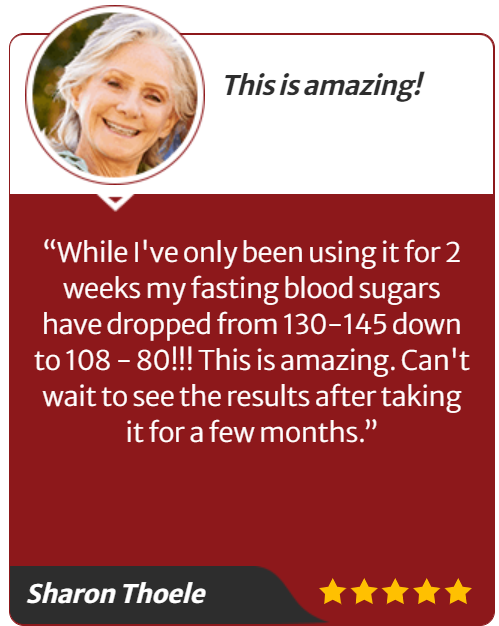 This is amazing!
“While I've only been using it for 2
weeks my fasting blood sugars
have dropped from 130-145 down
to 108 - 80!!! This is amazing. Can't
wait to see the results after taking
it for a few months.”
Sharon Thoele